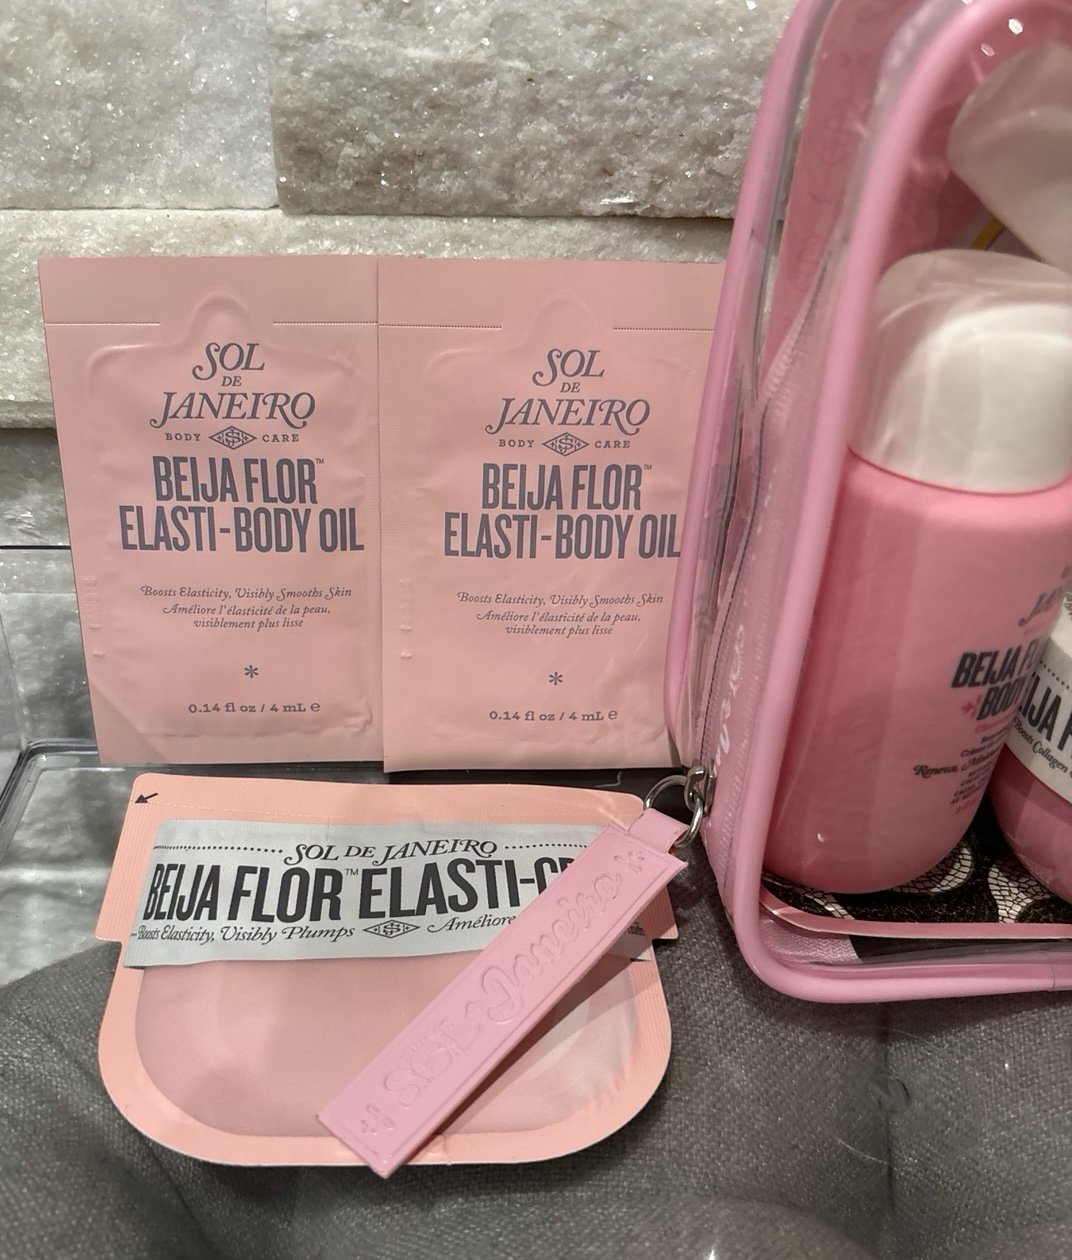 SOL
DE
JANEIRO
BODY CARE
BEIJA FLOR™
ELASTI-BODY OIL
Boosts Elasticity, Visibly Smooths Skin
Améliore l'élasticité de la peau,
visiblement plus lisse
*
0.14 fl oz / 4 mL e
SOL
DE
JANEIRO
BODY CARE
BEIJA FLOR™
ELASTI-BODY OIL
Boosts Elasticity, Visibly Smooths Skin
Améliore l'élasticité de la peau,
visiblement plus lisse
*
0.14 fl oz / 4 mL e
SOL DE JANEIRO
BEIJA FLOR™ ELASTI-C
Boosts Elasticity, Visibly Plumps Améliore
Janeiro
BEIJA
BODY